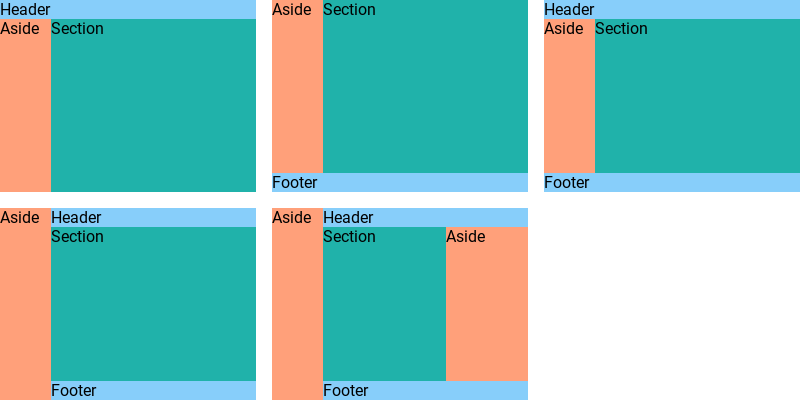 Header
Aside Section
Aside Section
Footer
Header
Aside Section
Footer
Aside Header
Section
Footer
Aside Header
Section Aside
Footer